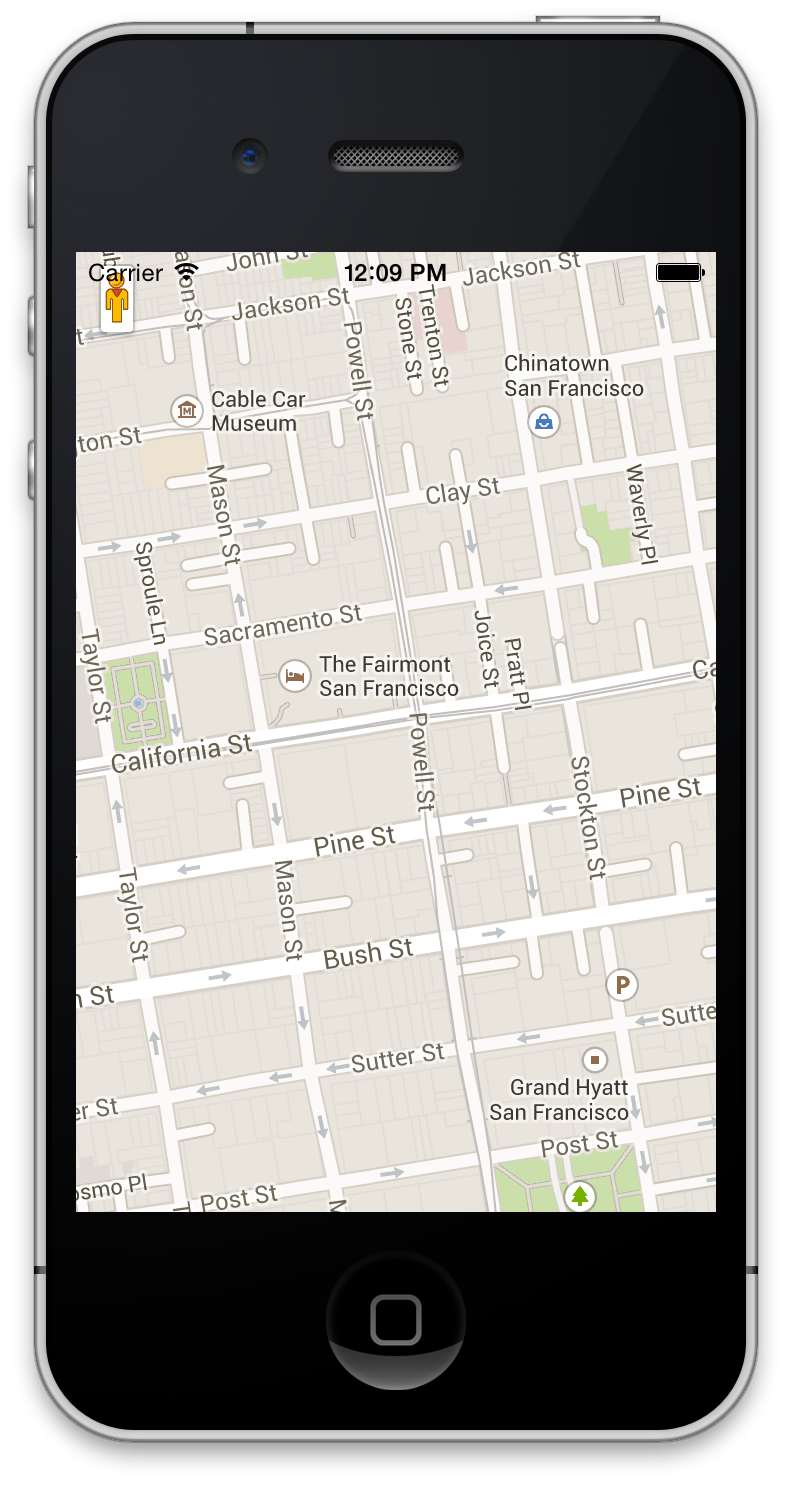 Carrier
12:09 PM
John St
Jackson St
Jackson St
Mason St
Powell St
Stone St
Trenton St
Chinatown
San Francisco
Cable Car
Museum
M
ton St
Mason St
Clay St
Waverly Pl
Sproule Ln
Sacramento St
Joice St
Pratt Pl
Taylor St
The Fairmont
San Francisco
Ca
California St
Powell St
Stockton St
Pine St
Pine St
Taylor St
Mason St
Bush St
n St
P
Sutte
Sutter St
er St
Grand Hyatt
San Francisco
Post St
osmo Pl
Post St
T
M